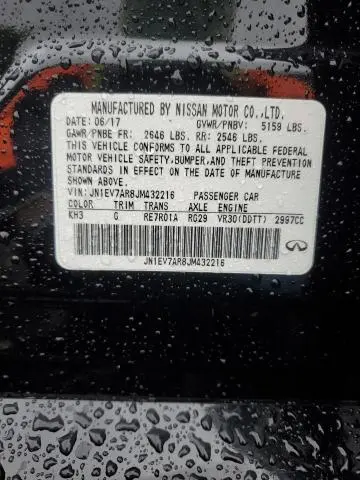 MANUFACTURED BY NISSAN MOTOR CO.,LTD.
DATE: 06/17 GVWR/PNBV: 5159 LBS.
GAWR/PNBE FR: 2646 LBS. RR: 2546 LBS.
THIS VEHICLE CONFORMS TO ALL APPLICABLE FEDERAL
MOTOR VEHICLE SAFETY,BUMPER,AND THEFT PREVENTION
STANDARDS IN EFFECT ON THE DATE OF MANUFACTURE
SHOWN ABOVE.
VIN: JN1EV7AR8JM432216 PASSENGER CAR
COLOR TRIM TRANS AXLE ENGINE
KH3 G RE7R01A RG29 VR30(DDTT) 2997CC
JN1EV7AR8JM432216